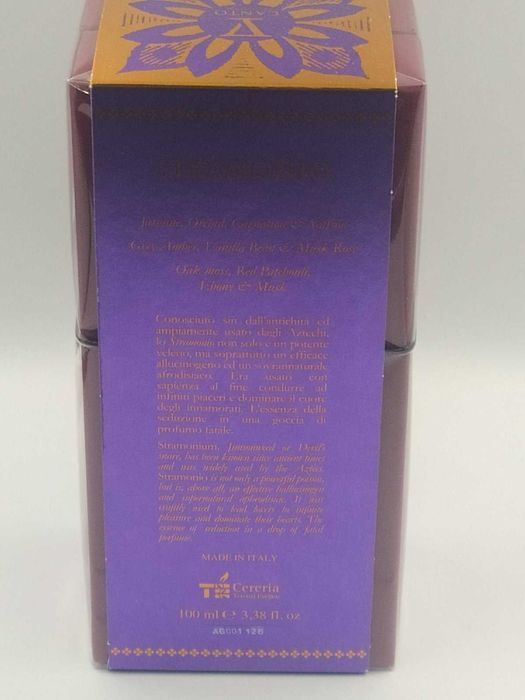 V
CANTO
STRAMONIO
Jasmine, Orchid, Carnation & Saffron
Grey Amber, Vanilla Bean & Musk Rose
Oak moss, Red Patchouli,
Ebony & Musk
Conosciuto sin dall'antichità ed
ampiamente usato dagli Aztechi,
lo Stramonio non solo è un potente
veleno, ma soprattutto un efficace
allucinogeno ed un sovrannaturale
afrodisiaco. Era usato con
sapienza al fine condurre ad
infiniti piaceri e dominare il cuore
degli innamorati. L'essenza della
seduzione in una goccia di
profumo fatale.
Stramonium, Jimsonweed or Devil's
snare, has been known since ancient times
and was widely used by the Aztecs.
Stramonio is not only a powerful poison,
but is, above all, an effective hallucinogen
and supernatural aphrodisiac. It was
craftily used to lead lovers to infinite
pleasure and dominate their hearts. The
essence of seduction in a drop of fatal
perfume.
MADE IN ITALY
Cereria
100 ml ℮ 3,38 fl. oz